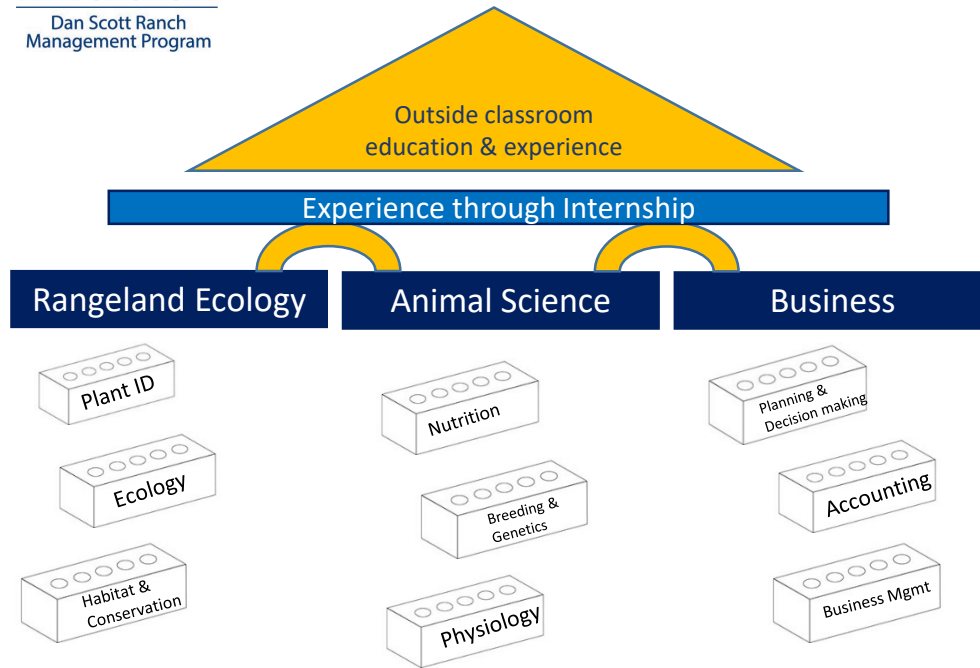 Dan Scott Ranch
Management Program
Outside classroom
education & experience
Experience through Internship
Rangeland Ecology
Animal Science
Business
Plant ID
Ecology
Habitat &
Conservation
Nutrition
Breeding &
Genetics
Physiology
Planning &
Decision making
Accounting
Business Mgmt